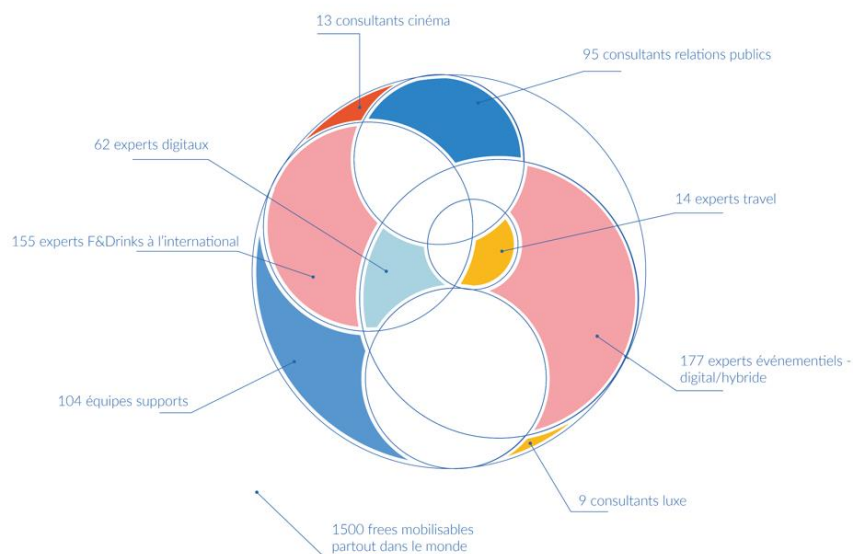 13 consultants cinéma
95 consultants relations publics
62 experts digitaux
14 experts travel
155 experts F&Drinks à l'international
177 experts événementiels -
digital/hybride
104 équipes supports
9 consultants luxe
1500 frees mobilisables
partout dans le monde